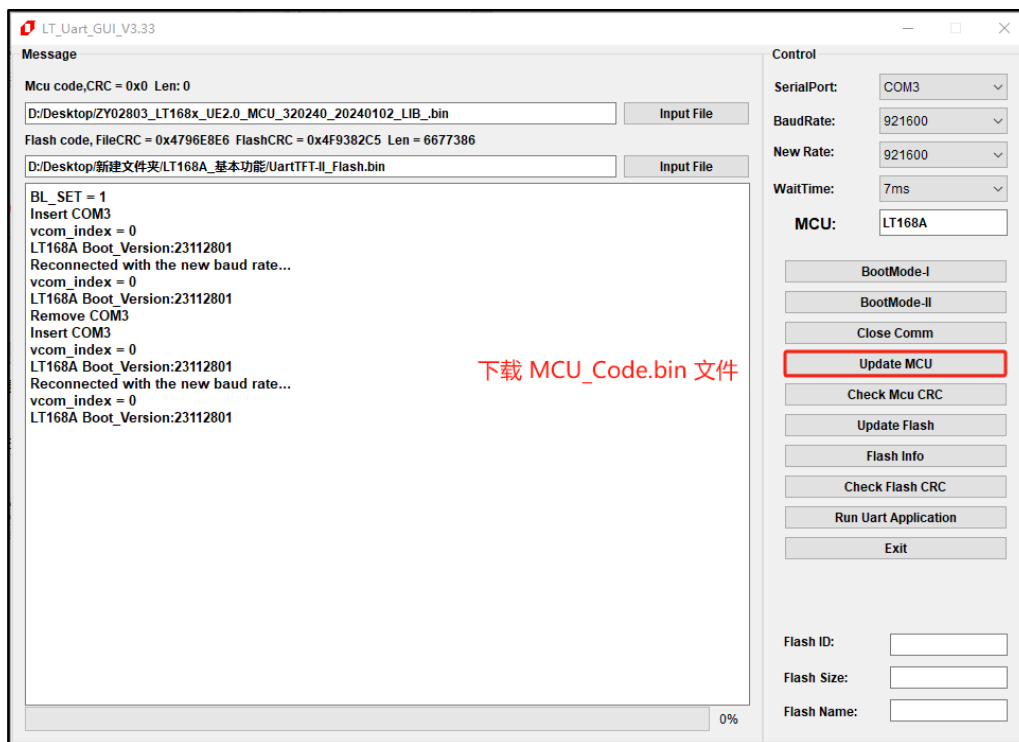 LT_Uart_GUI_V3.33
Message
Mcu code,CRC = 0x0 Len: 0
D:/Desktop/ZY02803_LT168x_UE2.0_MCU_320240_20240102_LIB_.bin
Input File
Flash code, FileCRC = 0x4796E8E6 FlashCRC = 0x4F9382C5 Len = 6677386
D:/Desktop/新建文件夹/LT168A_基本功能/UartTFT-II_Flash.bin
Input File
BL_SET = 1
Insert COM3
vcom_index = 0
LT168A Boot_Version:23112801
Reconnected with the new baud rate...
vcom_index = 0
LT168A Boot_Version:23112801
Remove COM3
Insert COM3
vcom_index = 0
LT168A Boot_Version:23112801
Reconnected with the new baud rate...
vcom_index = 0
LT168A Boot_Version:23112801
下载 MCU_Code.bin 文件
0%
Control
SerialPort: COM3
BaudRate: 921600
New Rate: 921600
WaitTime: 7ms
MCU: LT168A
BootMode-I
BootMode-II
Close Comm
Update MCU
Check Mcu CRC
Update Flash
Flash Info
Check Flash CRC
Run Uart Application
Exit
Flash ID:
Flash Size:
Flash Name: